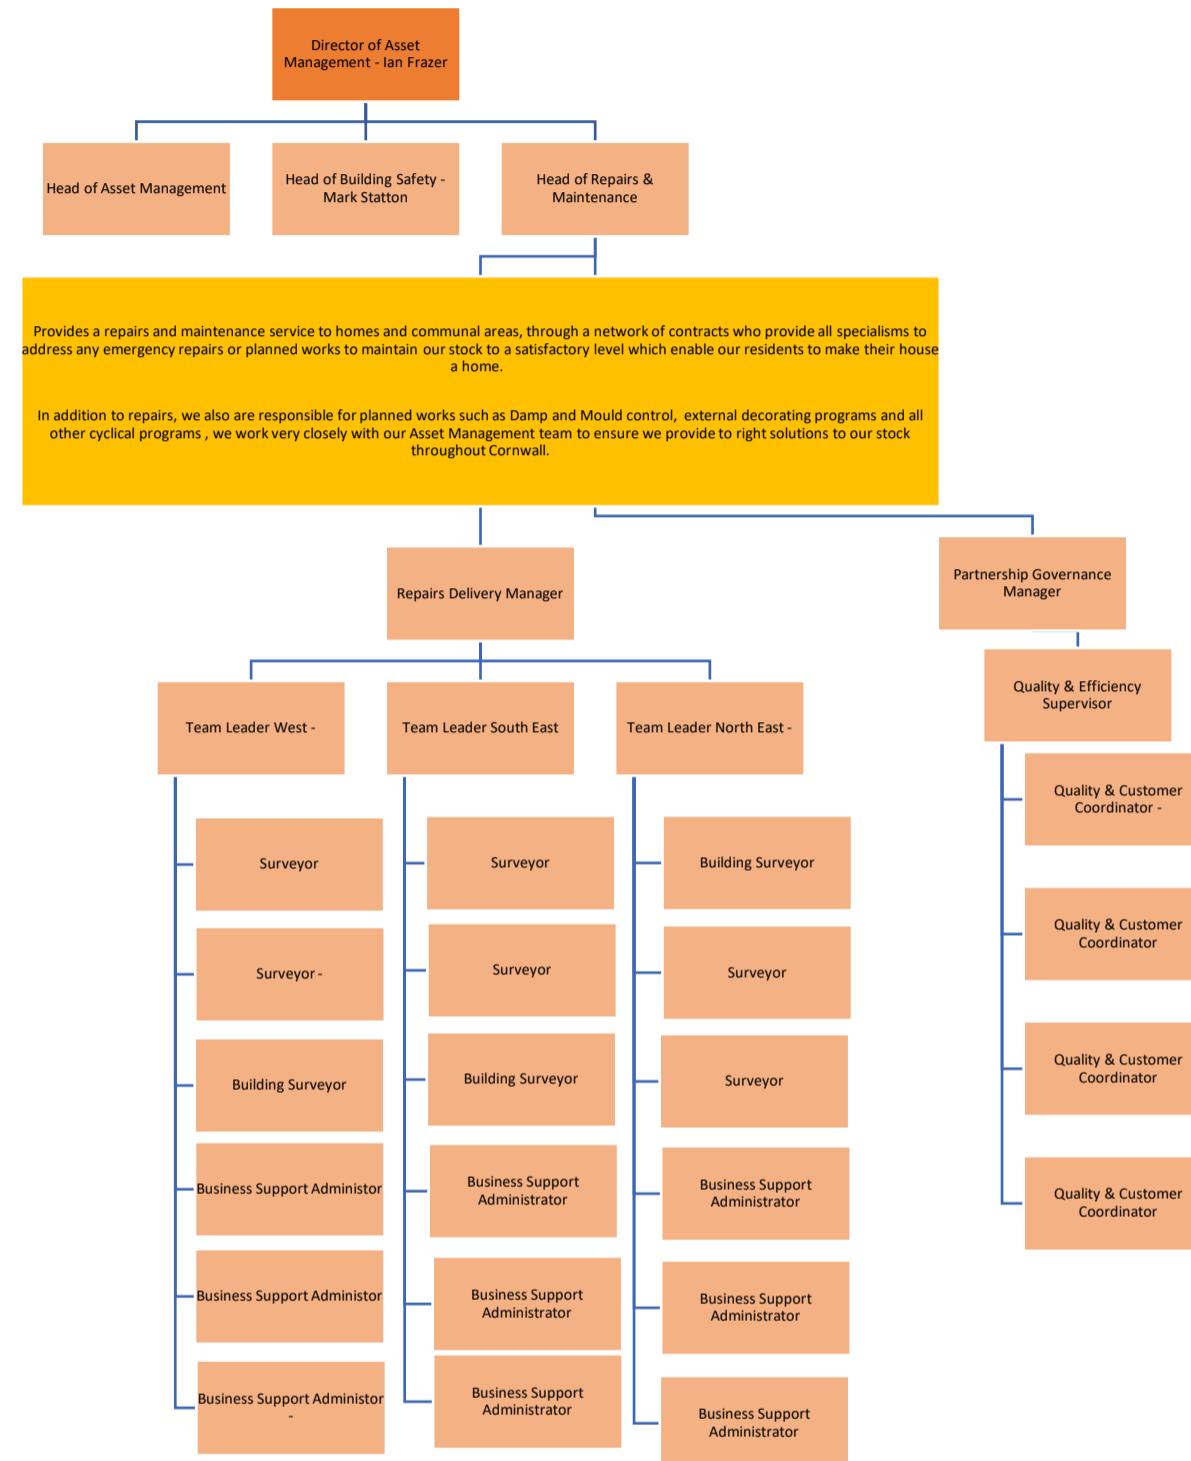 Director of Asset
Management - Ian Frazer
Head of Asset Management
Head of Building Safety -
Mark Statton
Head of Repairs &
Maintenance
Provides a repairs and maintenance service to homes and communal areas, through a network of contracts who provide all specialisms to
address any emergency repairs or planned works to maintain our stock to a satisfactory level which enable our residents to make their house
a home.
In addition to repairs, we also are responsible for planned works such as Damp and Mould control, external decorating programs and all
other cyclical programs , we work very closely with our Asset Management team to ensure we provide to right solutions to our stock
throughout Cornwall.
Repairs Delivery Manager
Partnership Governance
Manager
Team Leader West -
Surveyor
Surveyor -
Building Surveyor
Business Support Administor
Business Support Administor
Business Support Administor
-
Team Leader South East
Surveyor
Surveyor
Building Surveyor
Business Support
Administrator
Business Support
Administrator
Business Support
Administrator
Team Leader North East -
Building Surveyor
Surveyor
Surveyor
Business Support
Administrator
Business Support
Administrator
Business Support
Administrator
Quality & Efficiency
Supervisor
Quality & Customer
Coordinator -
Quality & Customer
Coordinator
Quality & Customer
Coordinator
Quality & Customer
Coordinator